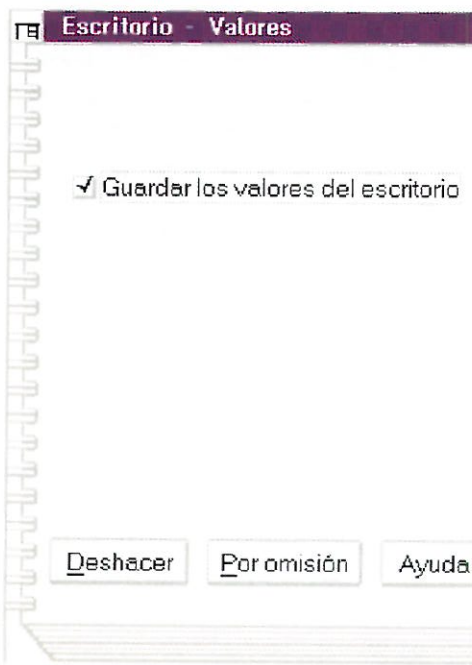 Escritorio - Valores
Guardar los valores del escritorio
Deshacer Por omisión Ayuda